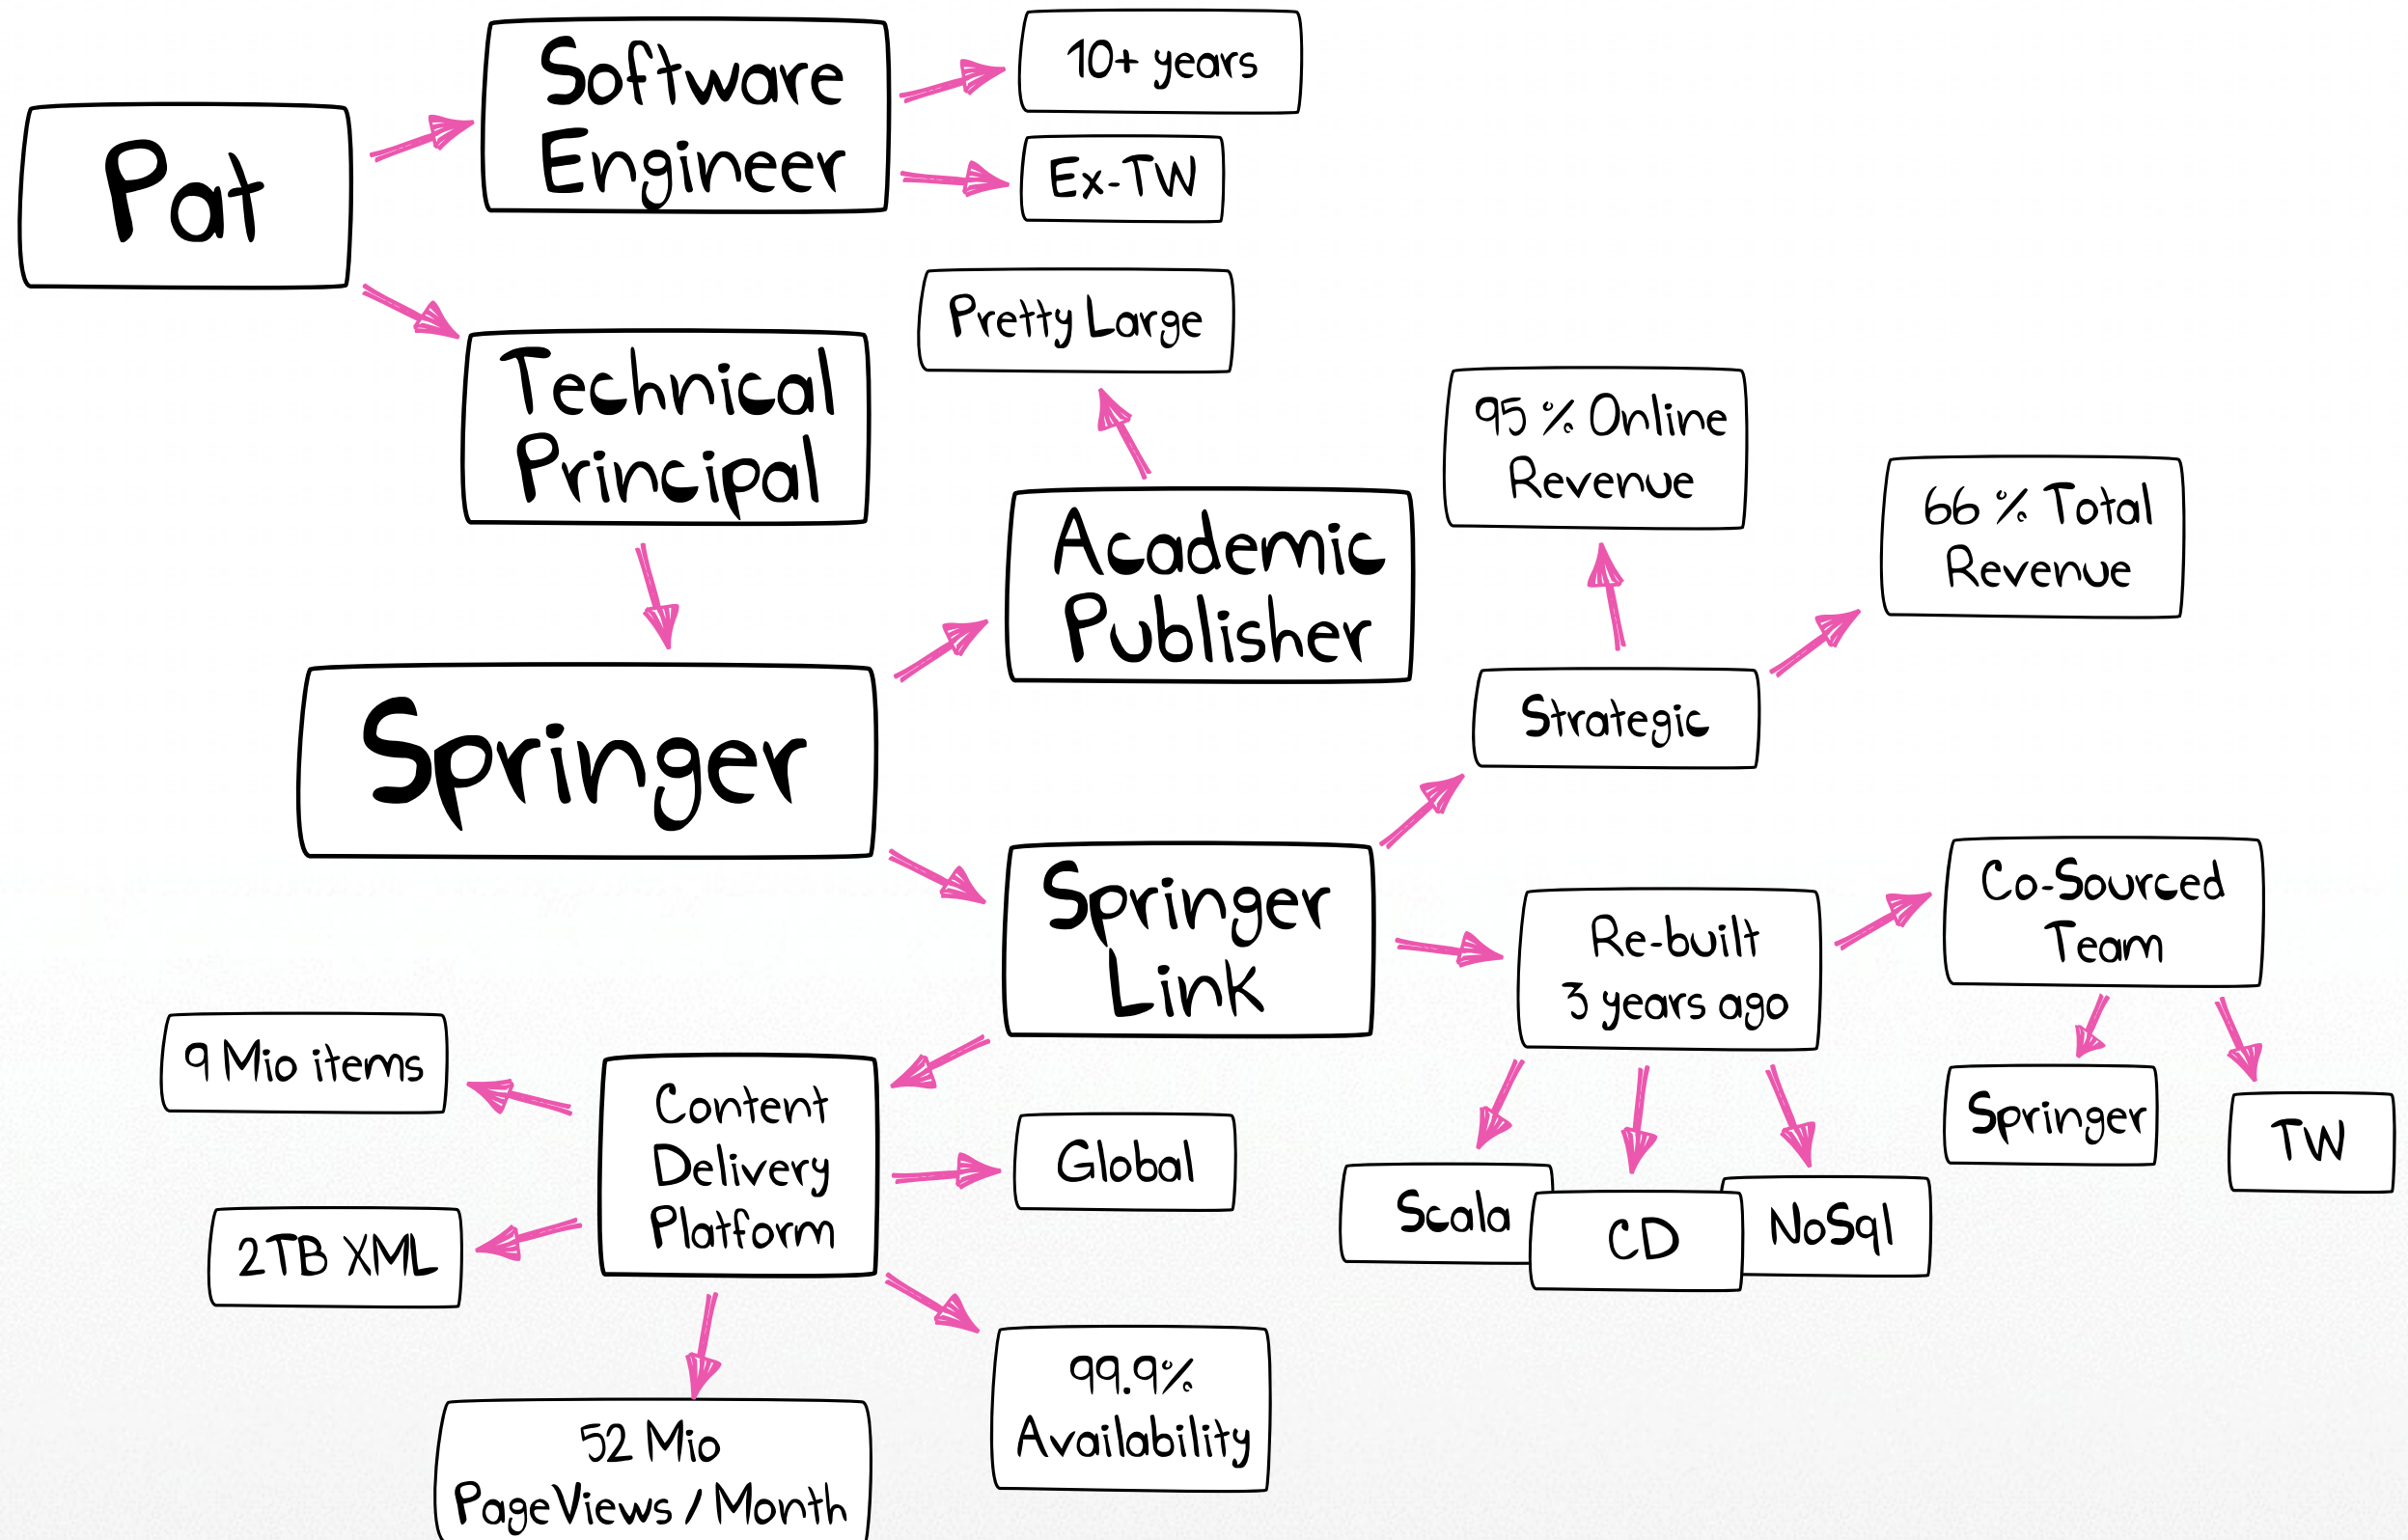 Pat
Software
Engineer
10+ years
Ex-TW
Technical
Principal
Springer
Academic
Publisher
Pretty Large
Springer
Link
Strategic
95 % Online
Revenue
66 % Total
Revenue
Re-built
3 years ago
Co-Sourced
Team
Springer
TW
Scala
CD
NoSql
Content
Delivery
Platform
9 Mio items
2TB XML
52 Mio
PageViews / Month
Global
99.9%
Availability